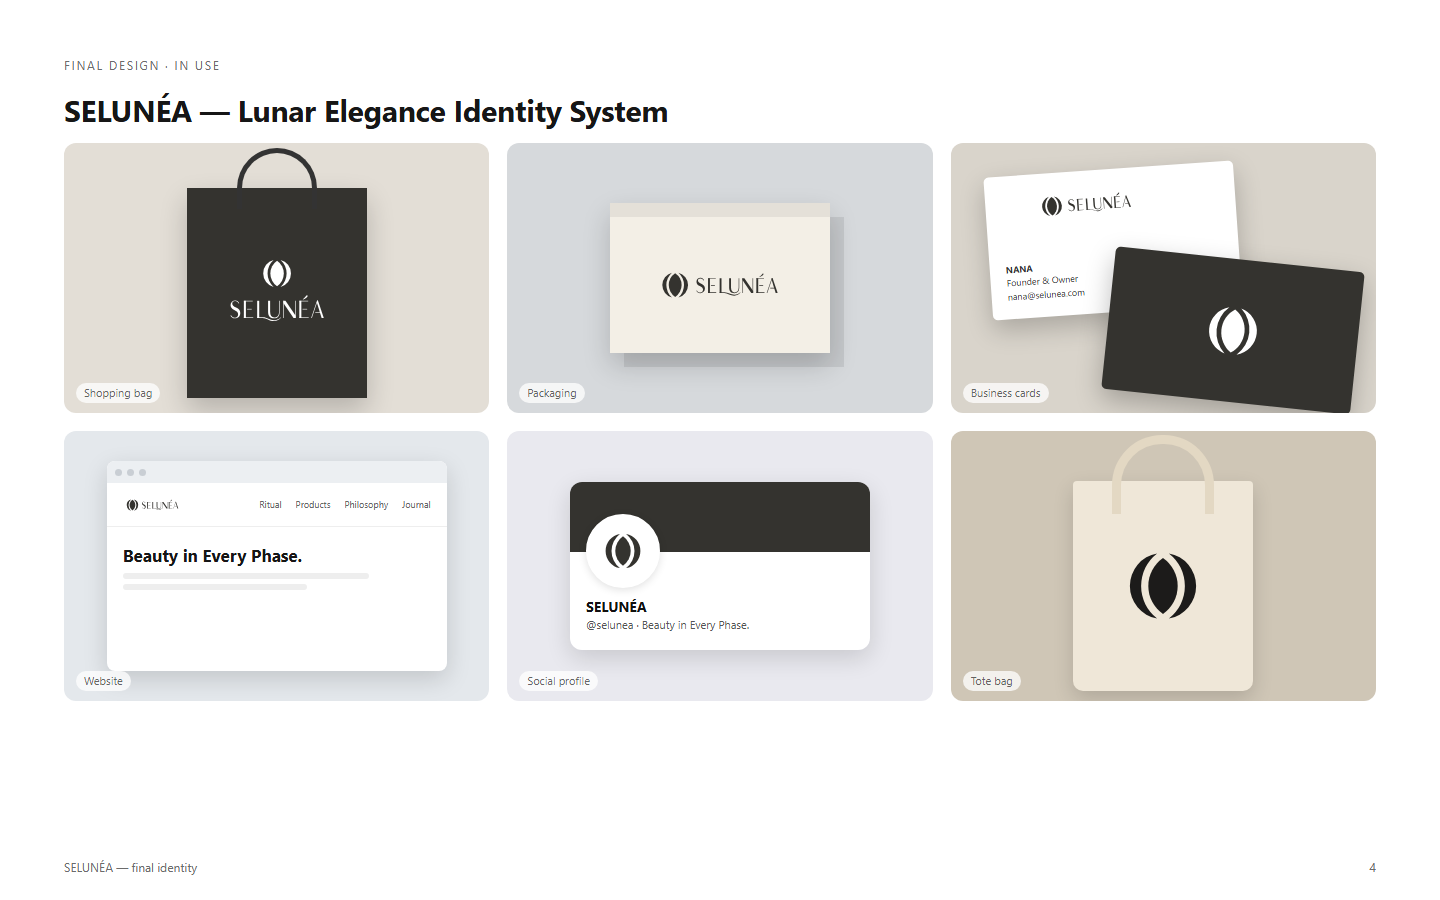 FINAL DESIGN · IN USE
SELUNÉA — Lunar Elegance Identity System
SELUNÉA
Shopping bag
SELUNÉA
Packaging
SELUNÉA
NANA
Founder & Owner
nana@selunea.com
Business cards
SELUNÉA
Ritual Products Philosophy Journal
Beauty in Every Phase.
Website
SELUNÉA
@selunea · Beauty in Every Phase.
Social profile
Tote bag
SELUNÉA — final identity
4